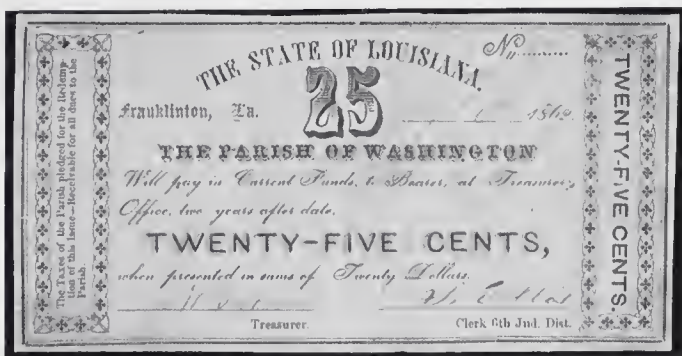 The Taxes of the Parish pledged for the Redemp-
tion of this Issue—Receivable for all dues to the
Parish.
THE STATE OF LOUISIANA.
No
25
Franklinton, La. 1862
THE PARISH OF WASHINGTON
Will pay in Current Funds, to Bearer, at Treasurer's
Office, two years after date,
TWENTY-FIVE CENTS,
when presented in sums of Twenty Dollars.
Treasurer.
Clerk 6th Jud. Dist.
TWENTY-FIVE CENTS.